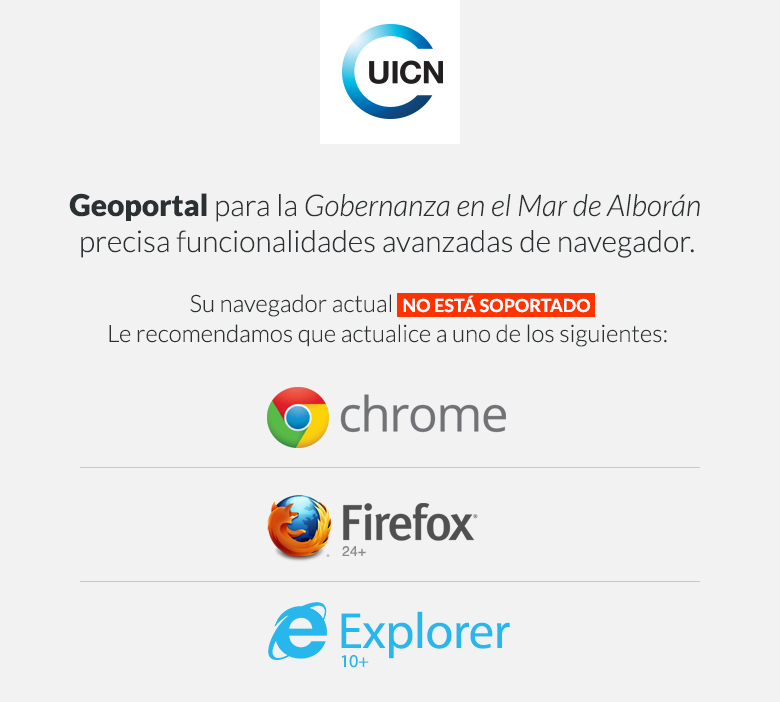 UICN
Geoportal para la Gobernanza en el Mar de Alborán
precisa funcionalidades avanzadas de navegador.
Su navegador actual NO ESTÁ SOPORTADO
Le recomendamos que actualice a uno de los siguientes:
chrome
Firefox®
24+
Explorer
10+